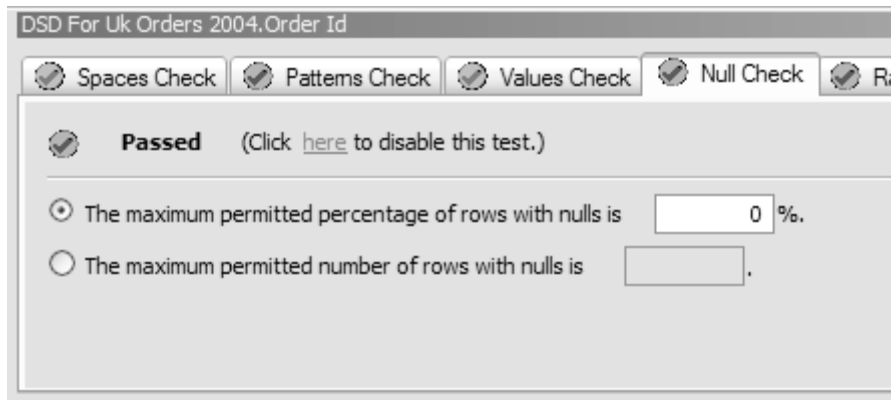 DSD For Uk Orders 2004.Order Id
Spaces Check Patterns Check Values Check Null Check
Passed (Click here to disable this test.)
The maximum permitted percentage of rows with nulls is 0 %.
The maximum permitted number of rows with nulls is .